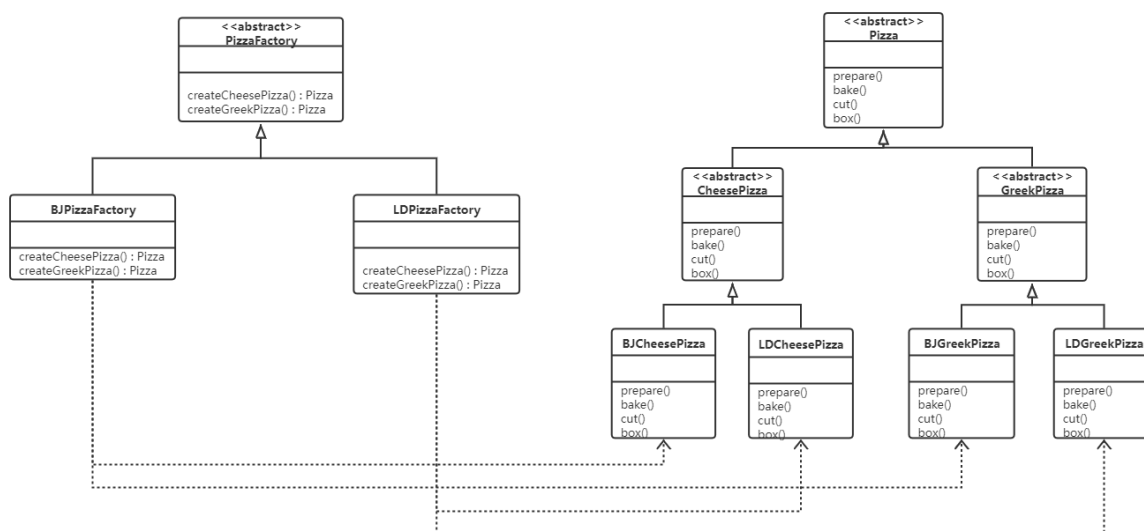 <<abstract>>
PizzaFactory
createCheesePizza() : Pizza
createGreekPizza() : Pizza
<<abstract>>
Pizza
prepare()
bake()
cut()
box()
BJPizzaFactory
createCheesePizza() : Pizza
createGreekPizza() : Pizza
LDPizzaFactory
createCheesePizza() : Pizza
createGreekPizza() : Pizza
<<abstract>>
CheesePizza
prepare()
bake()
cut()
box()
<<abstract>>
GreekPizza
prepare()
bake()
cut()
box()
BJCheesePizza
prepare()
bake()
cut()
box()
LDCheesePizza
prepare()
bake()
cut()
box()
BJGreekPizza
prepare()
bake()
cut()
box()
LDGreekPizza
prepare()
bake()
cut()
box()